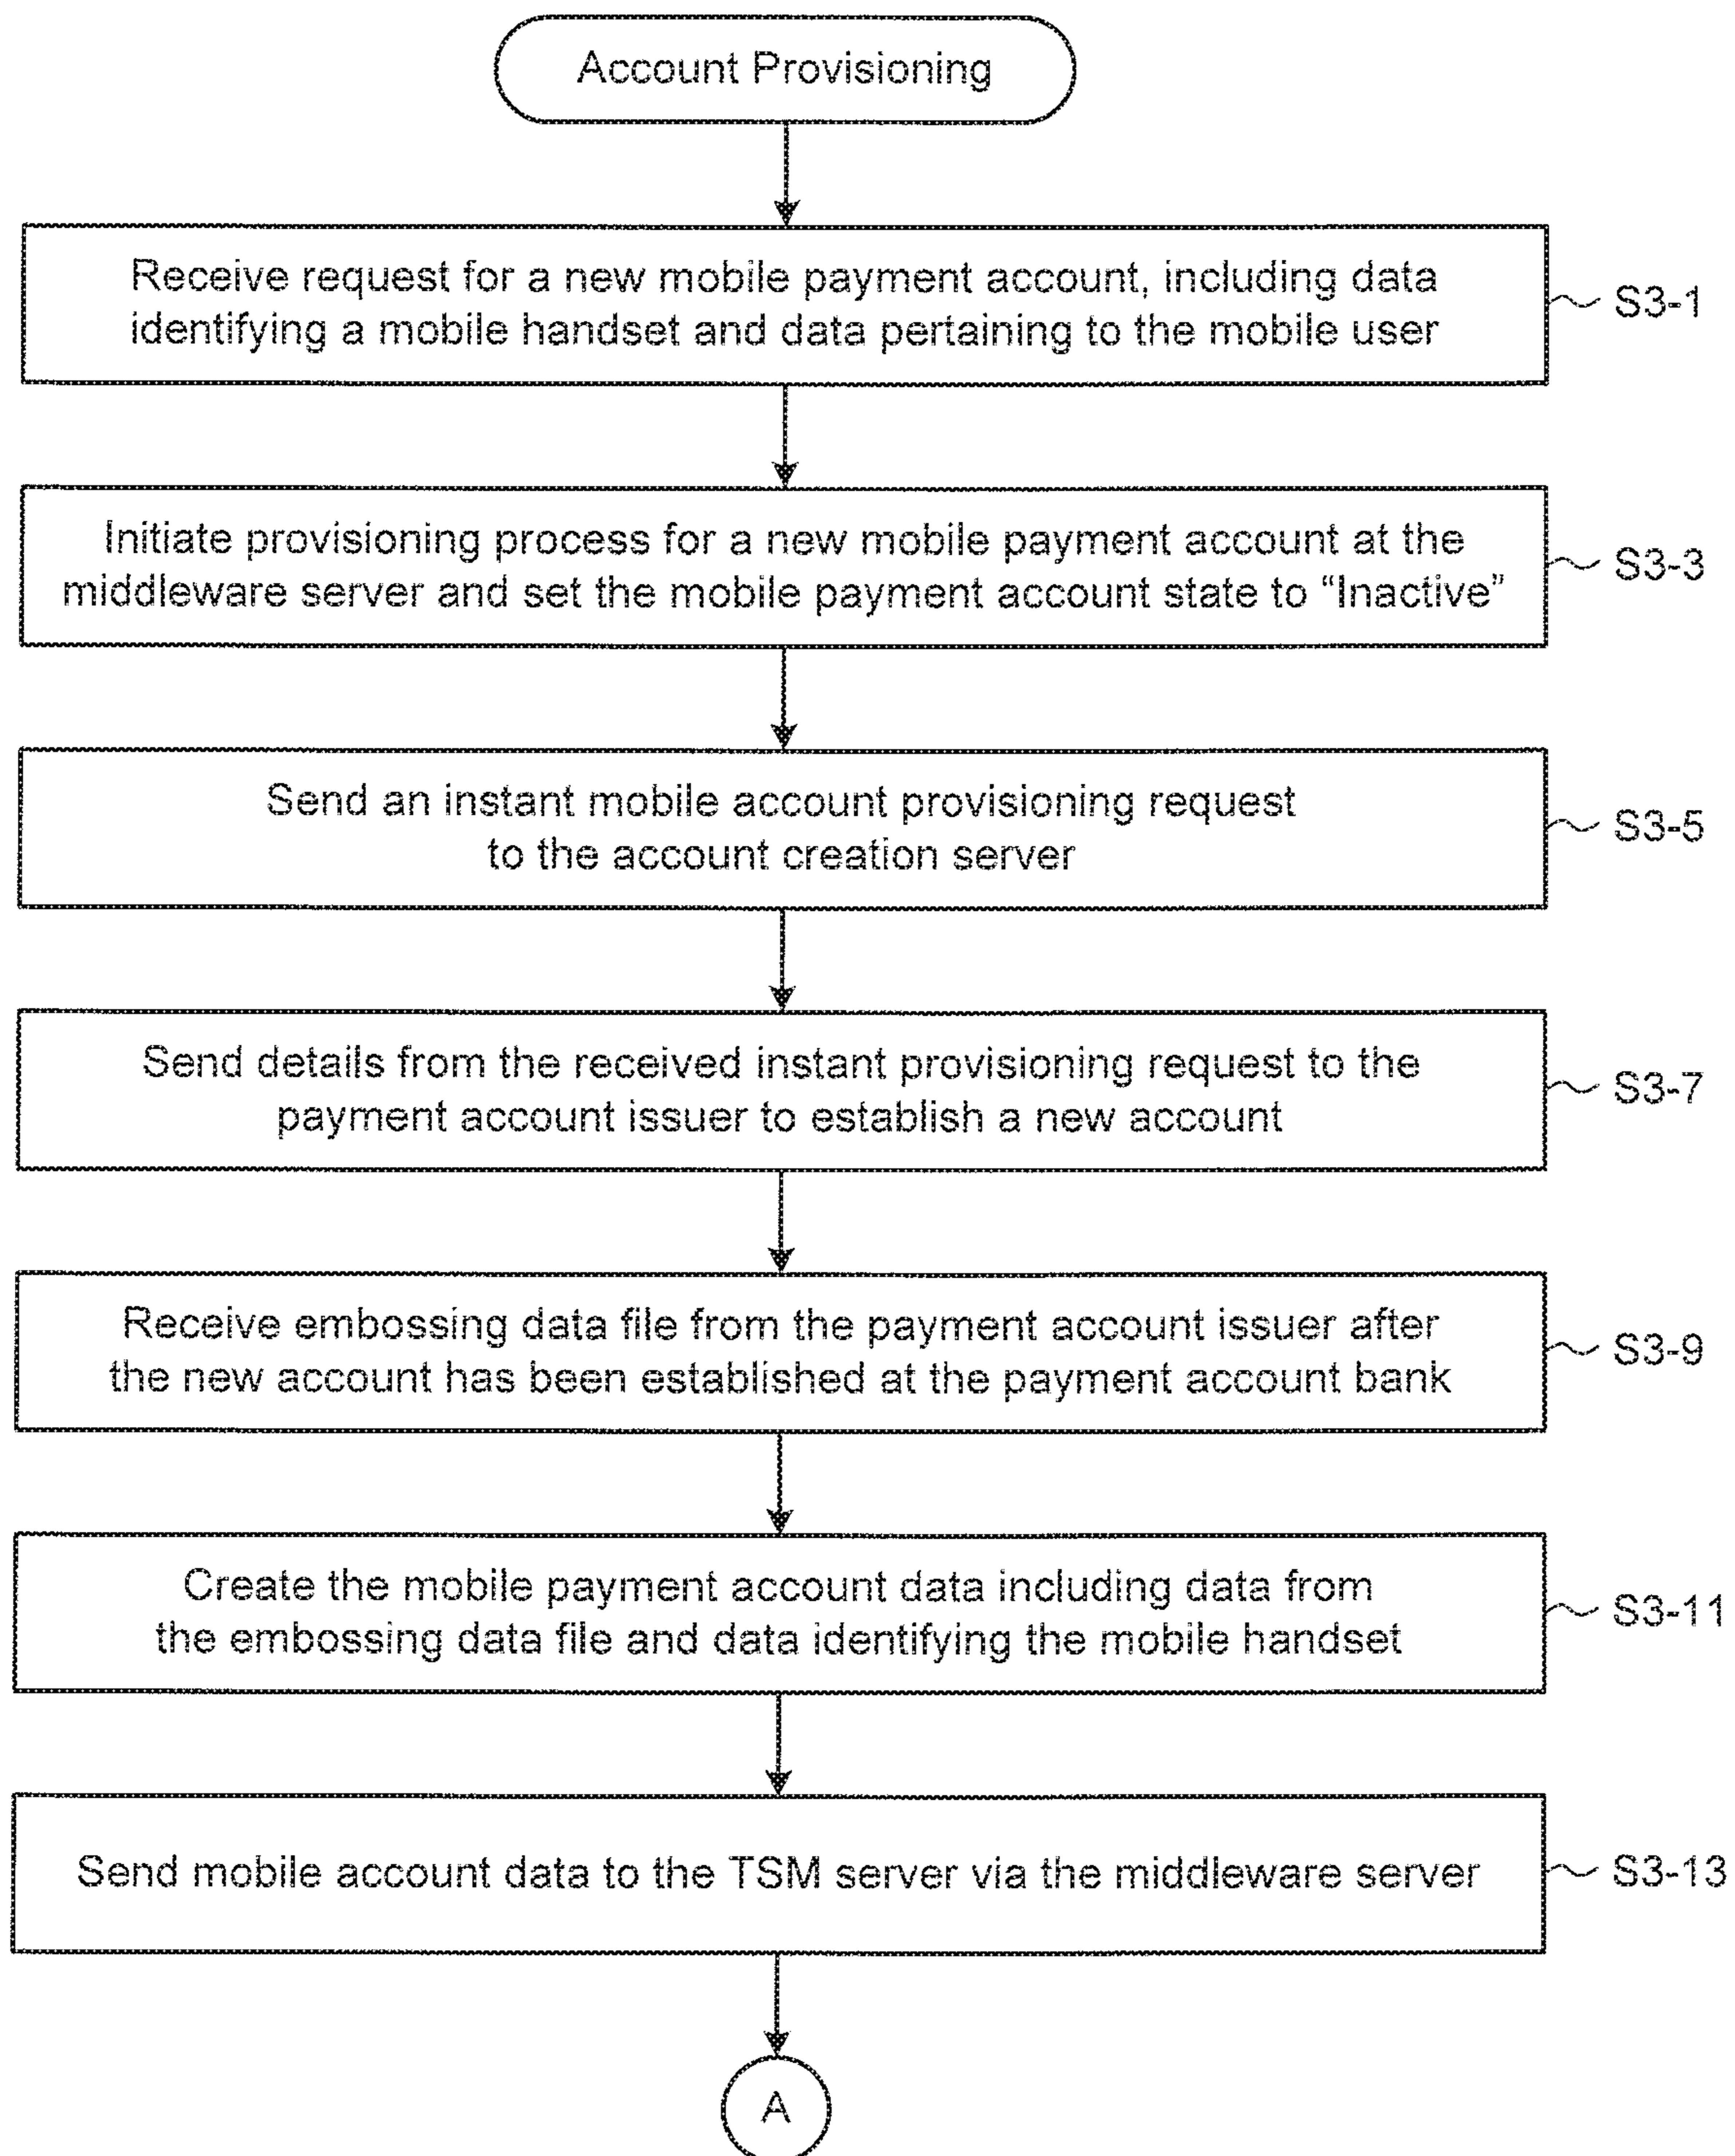 Account Provisioning
Receive request for a new mobile payment account, including data
identifying a mobile handset and data pertaining to the mobile user
S3-1
Initiate provisioning process for a new mobile payment account at the
middleware server and set the mobile payment account state to “Inactive”
S3-3
Send an instant mobile account provisioning request
to the account creation server
S3-5
Send details from the received instant provisioning request to the
payment account issuer to establish a new account
S3-7
Receive embossing data file from the payment account issuer after
the new account has been established at the payment account bank
S3-9
Create the mobile payment account data including data from
the embossing data file and data identifying the mobile handset
S3-11
Send mobile account data to the TSM server via the middleware server
S3-13
A